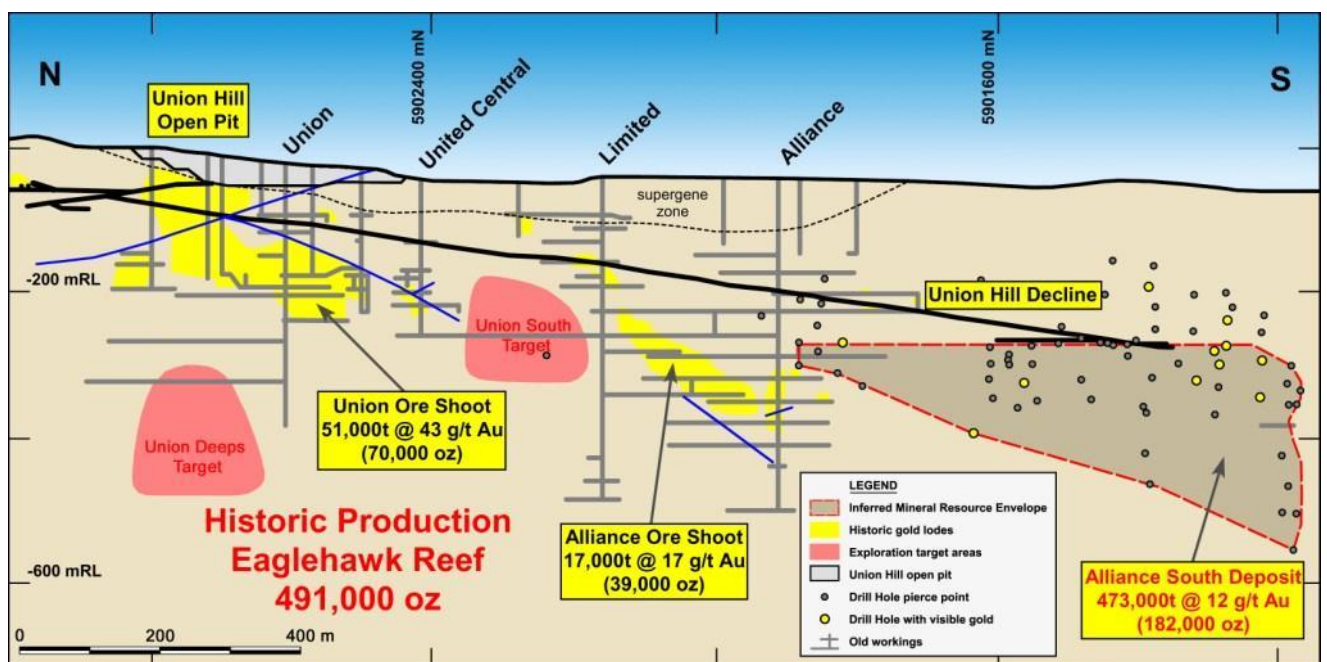 N
S
Union Hill
Open Pit
Union
5902400 mN
United Central
Limited
Alliance
5901600 mN
supergene
zone
-200 mRL
Union Hill Decline
Union South
Target
Union Deeps
Target
Union Ore Shoot
51,000t @ 43 g/t Au
(70,000 oz)
Historic Production
Eaglehawk Reef
491,000 oz
Alliance Ore Shoot
17,000t @ 17 g/t Au
(39,000 oz)
LEGEND
Inferred Mineral Resource Envelope
Historic gold lodes
Exploration target areas
Union Hill open pit
Drill Hole pierce point
Drill Hole with visible gold
Old workings
Alliance South Deposit
473,000t @ 12 g/t Au
(182,000 oz)
-600 mRL
0 200 400 m